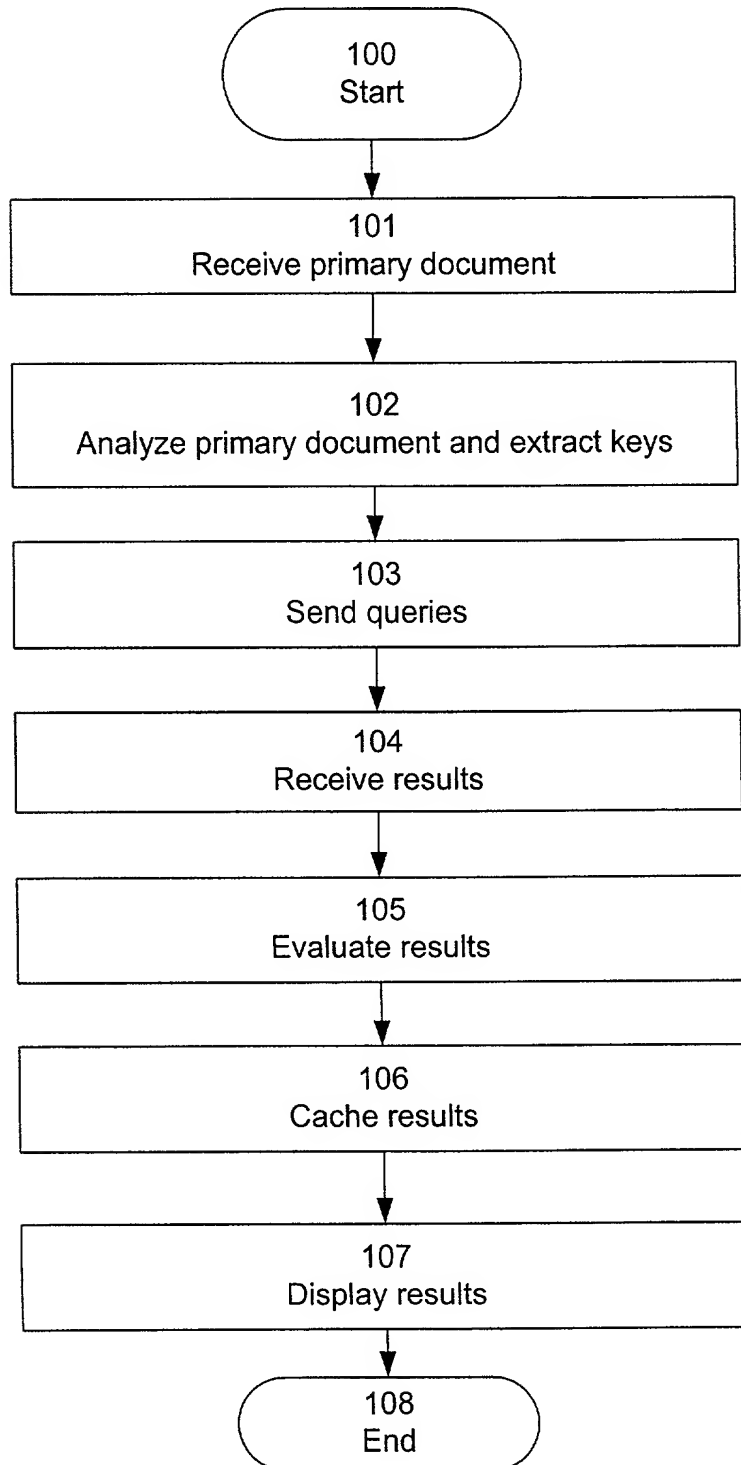 100
Start
101
Receive primary document
102
Analyze primary document and extract keys
103
Send queries
104
Receive results
105
Evaluate results
106
Cache results
107
Display results
108
End